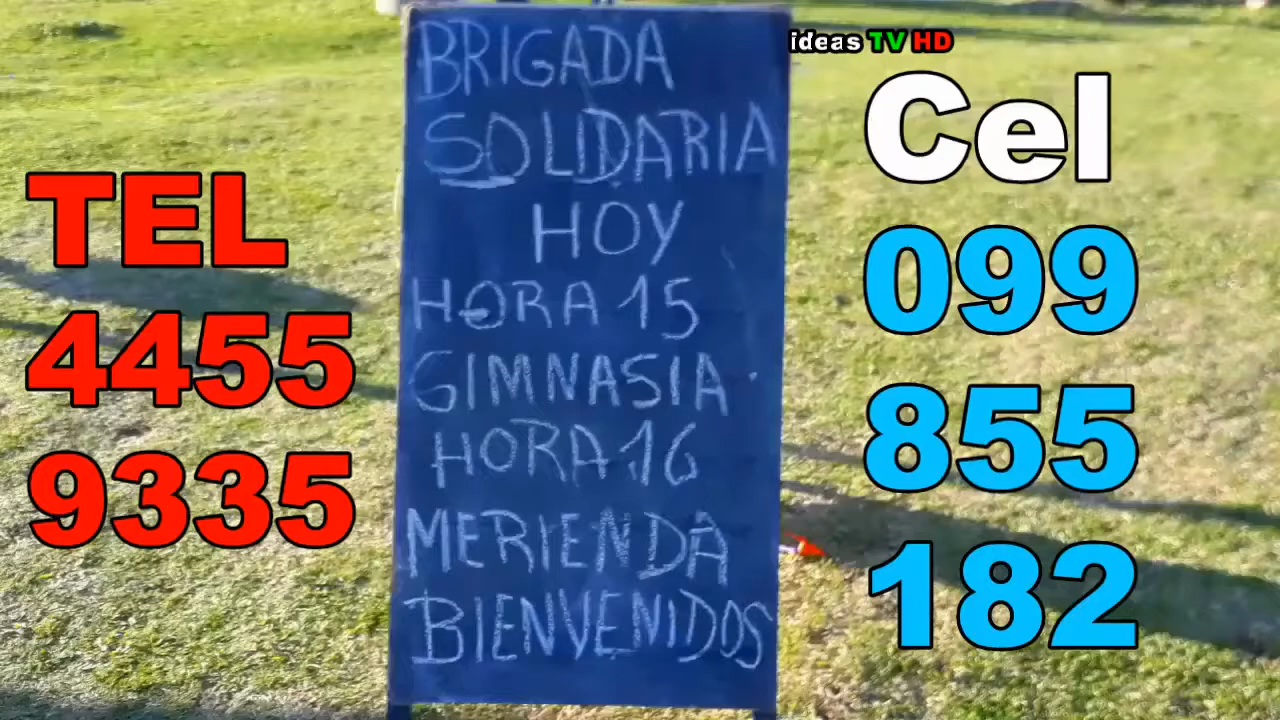 BRIGADA
SOLIDARIA
HOY
HORA 15
GIMNASIA
HORA 16
MERIENDA
BIENVENIDOS
TEL
4455
9335
ideas TV HD
Cel
099
855
182